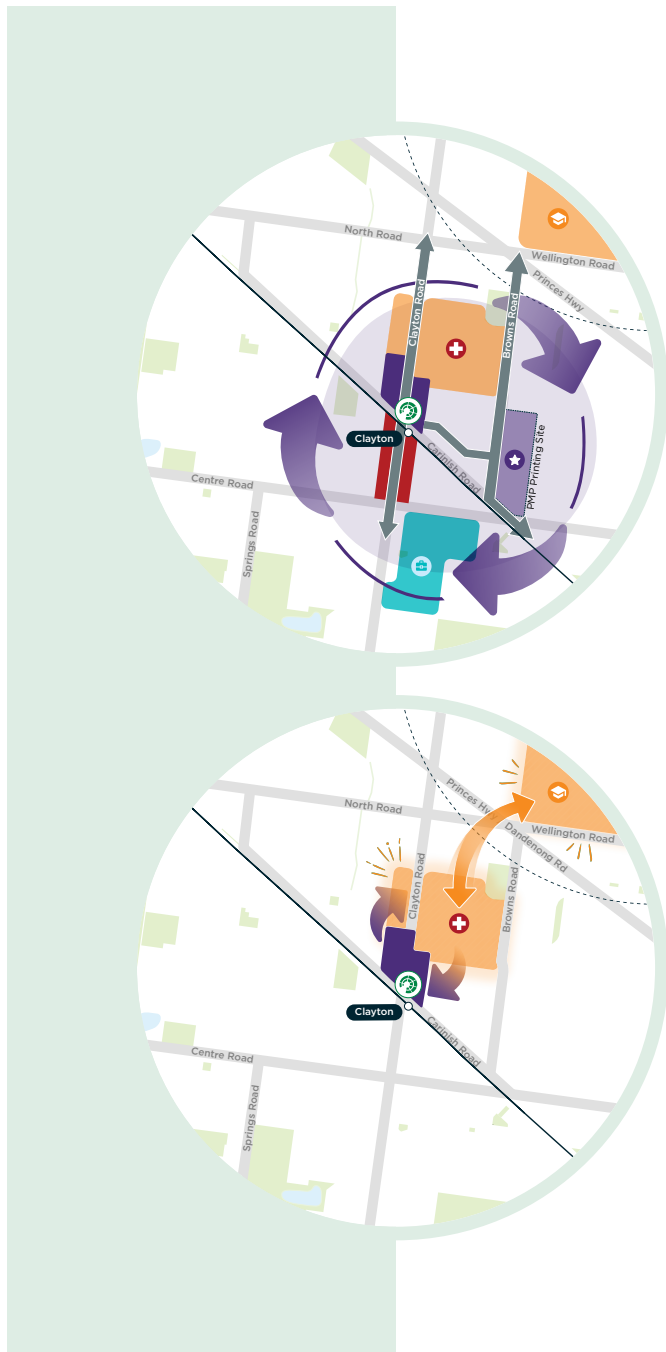 North Road
Wellington Road
Princes Hwy
Clayton Road
Browns Road
Clayton
Carinish Road
PMP Printing Site
Centre Road
Springs Road
Princes Hwy
Dandenong Rd
North Road
Wellington Road
Clayton Road
Browns Road
Clayton
Carinish Road
Centre Road
Springs Road